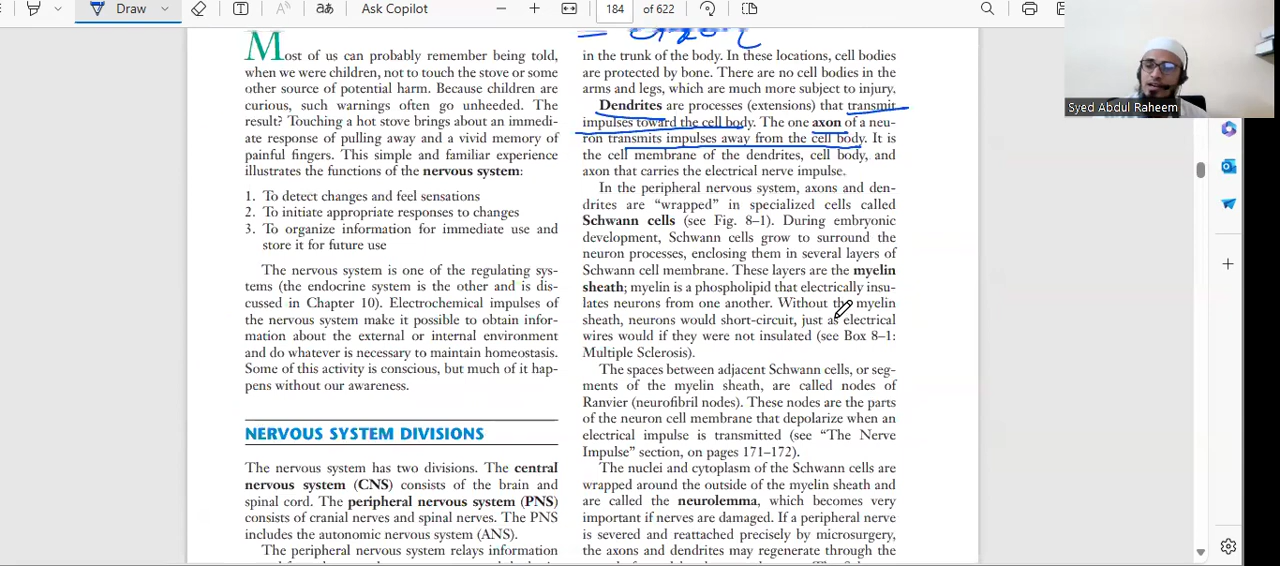 Draw
Ask Copilot
184
of 622
Syed Abdul Raheem
Most of us can probably remember being told,
when we were children, not to touch the stove or some
other source of potential harm. Because children are
curious, such warnings often go unheeded. The
result? Touching a hot stove brings about an immedi-
ate response of pulling away and a vivid memory of
painful fingers. This simple and familiar experience
illustrates the functions of the nervous system:
1. To detect changes and feel sensations
2. To initiate appropriate responses to changes
3. To organize information for immediate use and
store it for future use
The nervous system is one of the regulating sys-
tems (the endocrine system is the other and is dis-
cussed in Chapter 10). Electrochemical impulses of
the nervous system make it possible to obtain infor-
mation about the external or internal environment
and do whatever is necessary to maintain homeostasis.
Some of this activity is conscious, but much of it hap-
pens without our awareness.
NERVOUS SYSTEM DIVISIONS
The nervous system has two divisions. The central
nervous system (CNS) consists of the brain and
spinal cord. The peripheral nervous system (PNS)
consists of cranial nerves and spinal nerves. The PNS
includes the autonomic nervous system (ANS).
The peripheral nervous system relays information
in the trunk of the body. In these locations, cell bodies
are protected by bone. There are no cell bodies in the
arms and legs, which are much more subject to injury.
Dendrites are processes (extensions) that transmit
impulses toward the cell body. The one axon of a neu-
ron transmits impulses away from the cell body. It is
the cell membrane of the dendrites, cell body, and
axon that carries the electrical nerve impulse.
In the peripheral nervous system, axons and den-
drites are “wrapped” in specialized cells called
Schwann cells (see Fig. 8–1). During embryonic
development, Schwann cells grow to surround the
neuron processes, enclosing them in several layers of
Schwann cell membrane. These layers are the myelin
sheath; myelin is a phospholipid that electrically insu-
lates neurons from one another. Without the myelin
sheath, neurons would short-circuit, just as electrical
wires would if they were not insulated (see Box 8–1:
Multiple Sclerosis).
The spaces between adjacent Schwann cells, or seg-
ments of the myelin sheath, are called nodes of
Ranvier (neurofibril nodes). These nodes are the parts
of the neuron cell membrane that depolarize when an
electrical impulse is transmitted (see “The Nerve
Impulse” section, on pages 171–172).
The nuclei and cytoplasm of the Schwann cells are
wrapped around the outside of the myelin sheath and
are called the neurolemma, which becomes very
important if nerves are damaged. If a peripheral nerve
is severed and reattached precisely by microsurgery,
the axons and dendrites may regenerate through the